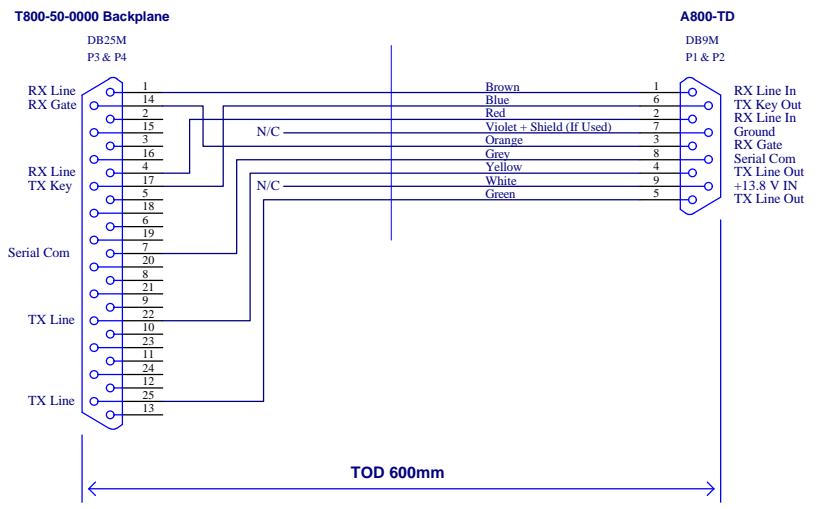 T800-50-0000 Backplane
A800-TD
DB25M
DB9M
P3 & P4
P1 & P2
RX Line 1 Brown 1 RX Line In
RX Gate 14 Blue 6 TX Key Out
2 Red 2 RX Line In
15 N/C Violet + Shield (If Used) 7 Ground
3 Orange 3 RX Gate
16 Grey 8 Serial Com
RX Line 4 Yellow 4 TX Line Out
TX Key 17 N/C White 9 +13.8 V IN
5 Green 5 TX Line Out
18
6
19
Serial Com 7
20
8
21
9
TX Line 22
10
23
11
24
12
TX Line 25
13
TOD 600mm